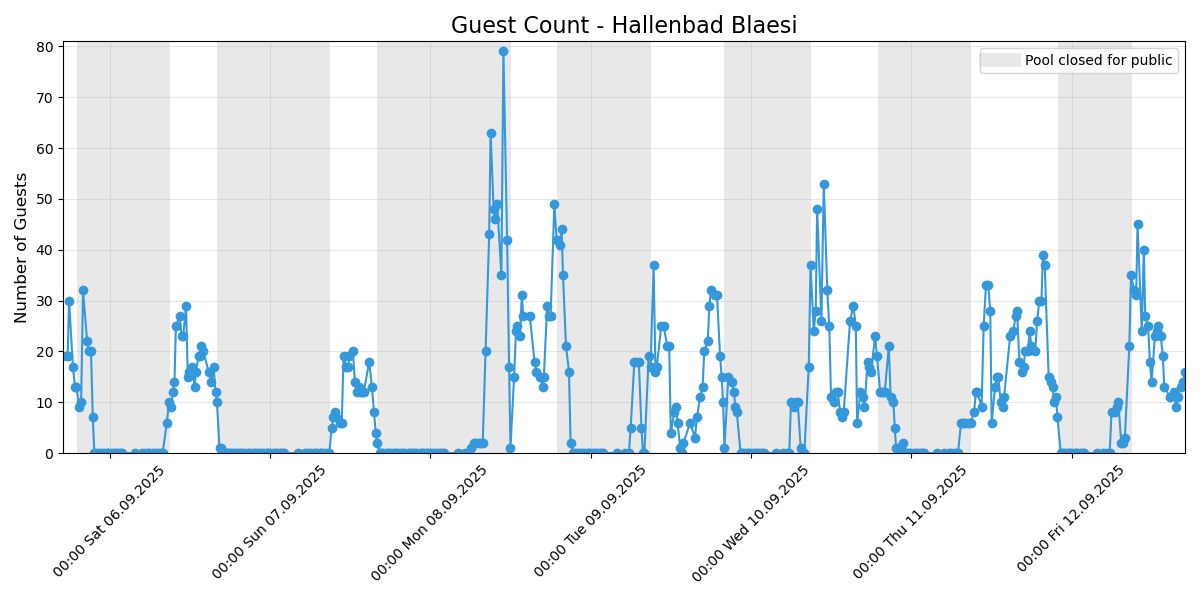 Guest Count - Hallenbad Blaesi
Pool closed for public
Number of Guests
80
70
60
50
40
30
20
10
0
00:00 Sat 06.09.2025
00:00 Sun 07.09.2025
00:00 Mon 08.09.2025
00:00 Tue 09.09.2025
00:00 Wed 10.09.2025
00:00 Thu 11.09.2025
00:00 Fri 12.09.2025